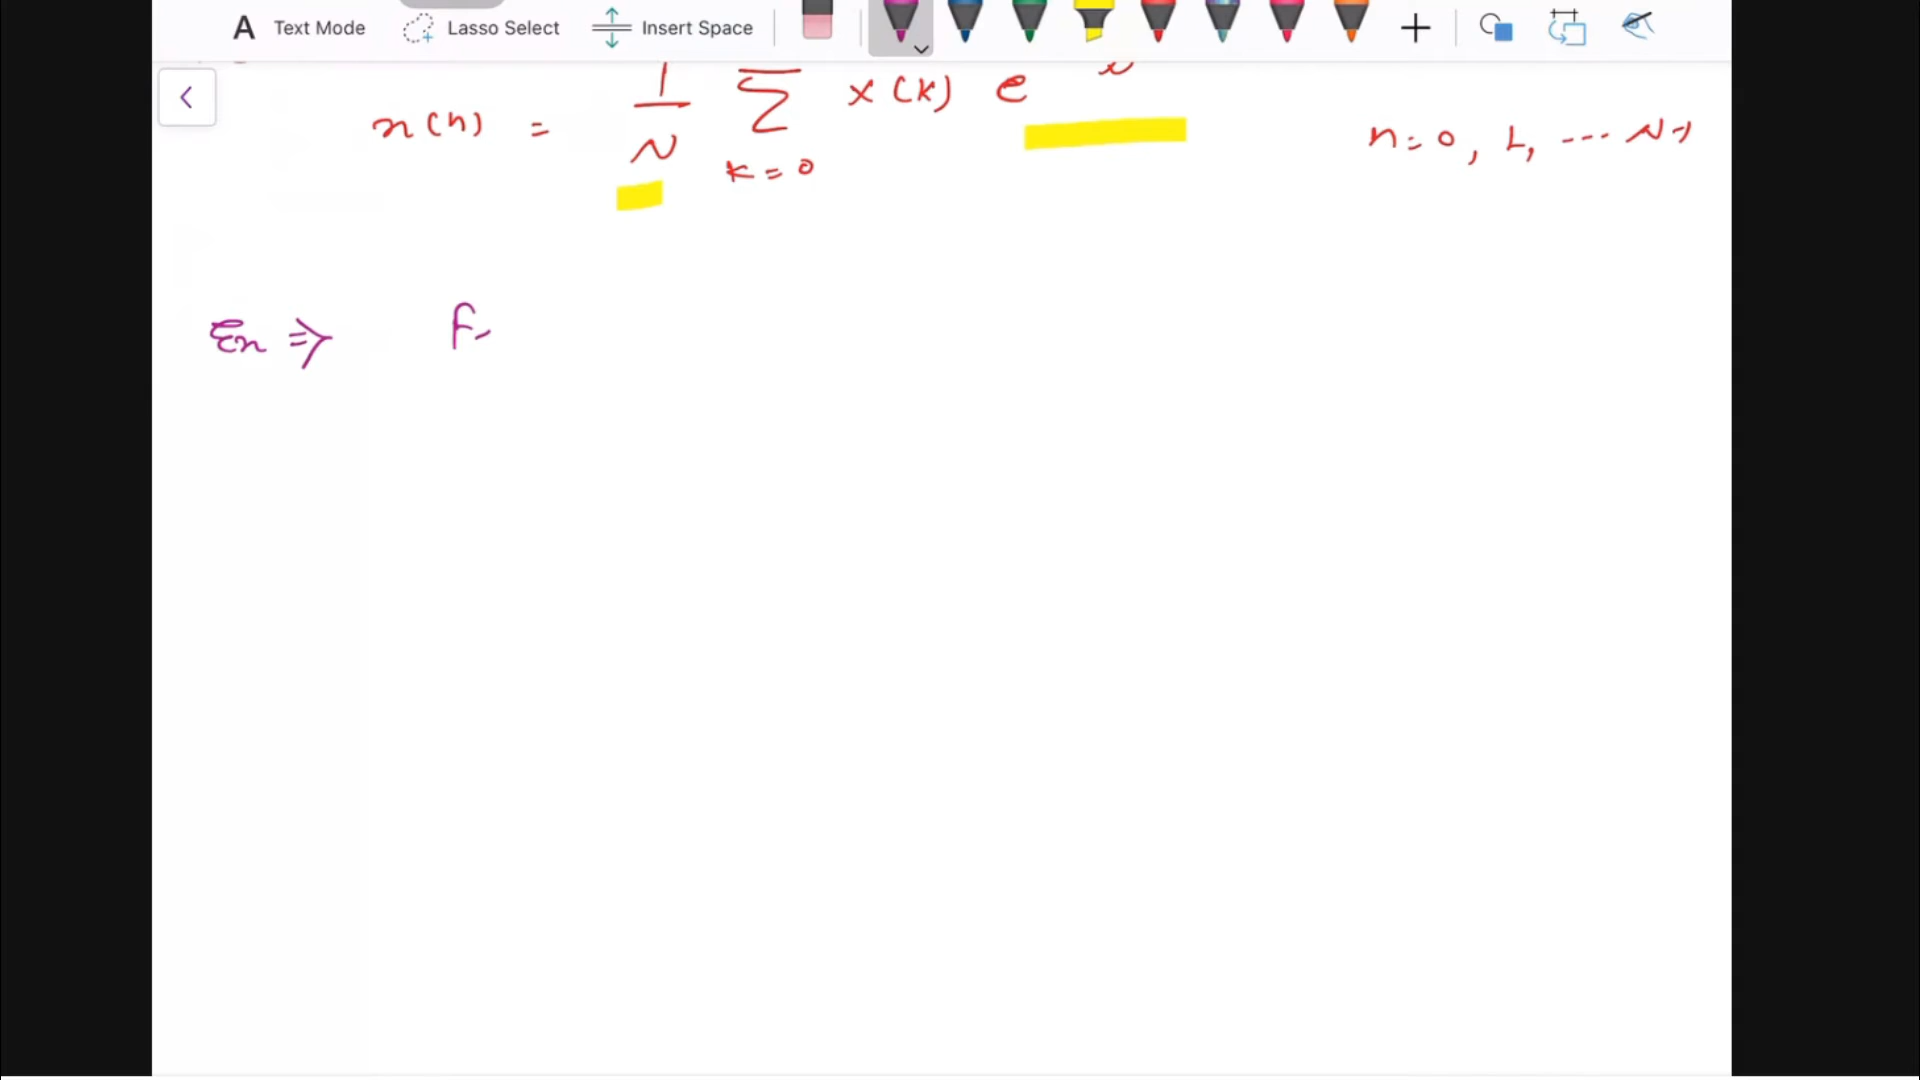 A Text Mode Lasso Select Insert Space
x(n) = 1/N Σ k=0 x(k) e n=0, 1, ... N-1
Ex ⇒ F